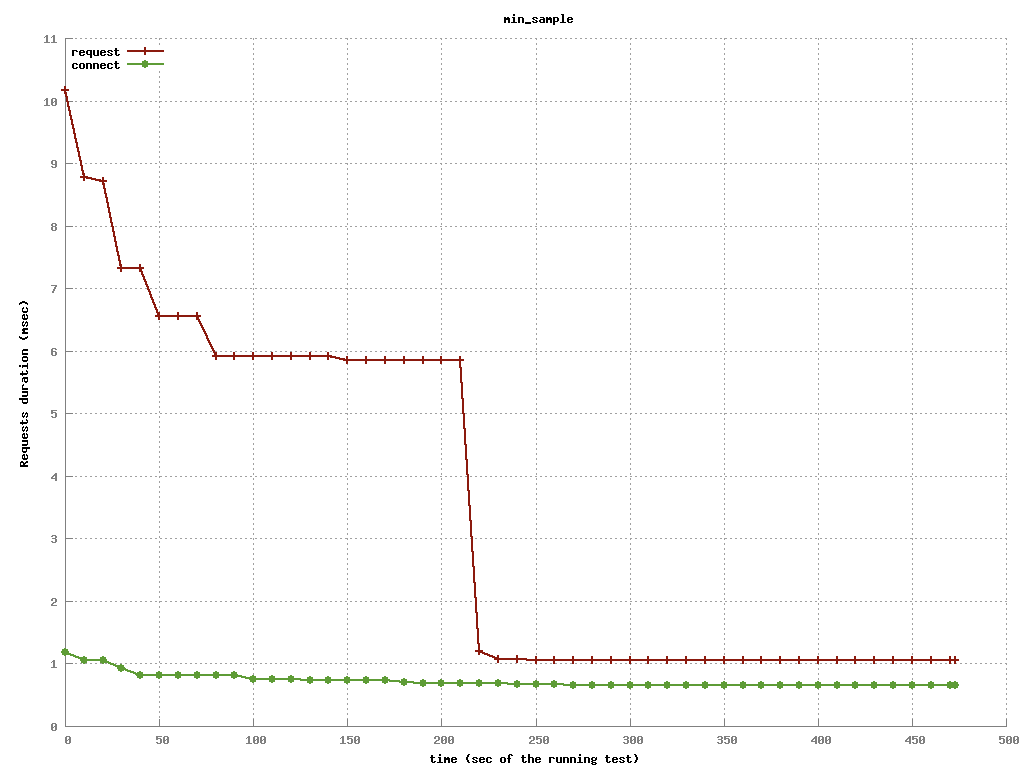 min_sample
request
connect
11
10
9
8
7
6
5
4
3
2
1
0
Requests duration (msec)
0 50 100 150 200 250 300 350 400 450 500
time (sec of the running test)